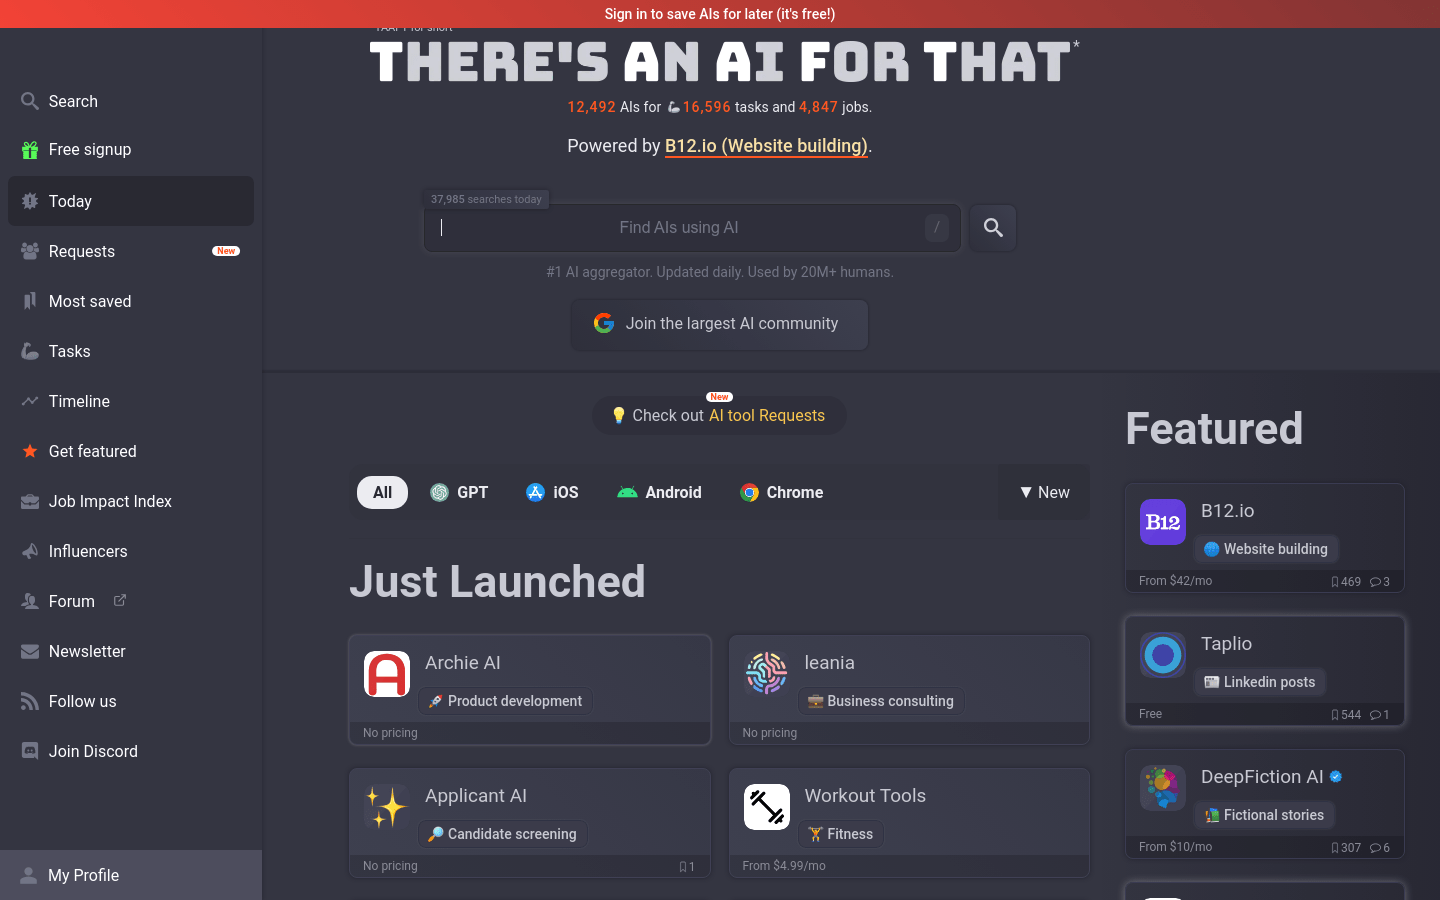 Sign in to save AIs for later (it's free!)
THERE'S AN AI FOR THAT*
12,492 AIs for 16,596 tasks and 4,847 jobs.
Powered by B12.io (Website building).
37,985 searches today
Find AIs using AI
/
#1 AI aggregator. Updated daily. Used by 20M+ humans.
Join the largest AI community
Search
Free signup
Today
Requests New
Most saved
Tasks
Timeline
Get featured
Job Impact Index
Influencers
Forum
Newsletter
Follow us
Join Discord
My Profile
New
Check out AI tool Requests
All GPT iOS Android Chrome
▼ New
Just Launched
Archie AI
Product development
No pricing
leania
Business consulting
No pricing
Applicant AI
Candidate screening
No pricing 1
Workout Tools
Fitness
From $4.99/mo
Featured
B12
B12.io
Website building
From $42/mo 469 3
Taplio
Linkedin posts
Free 544 1
DeepFiction AI
Fictional stories
From $10/mo 307 6